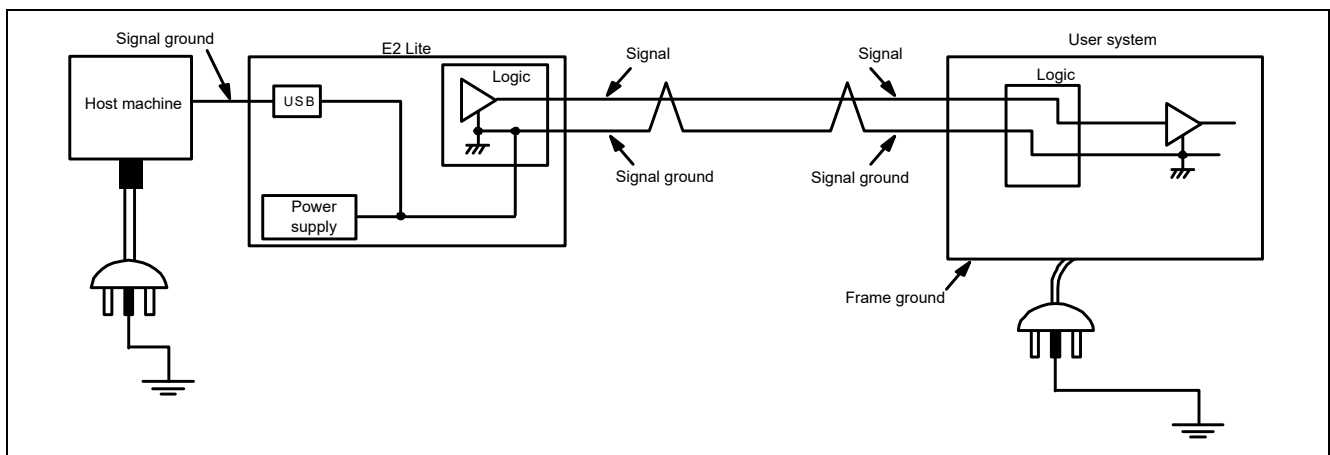 Signal ground
Host machine
E2 Lite
USB
Power
supply
Logic
Signal
Signal ground
Signal
Signal ground
User system
Logic
Frame ground